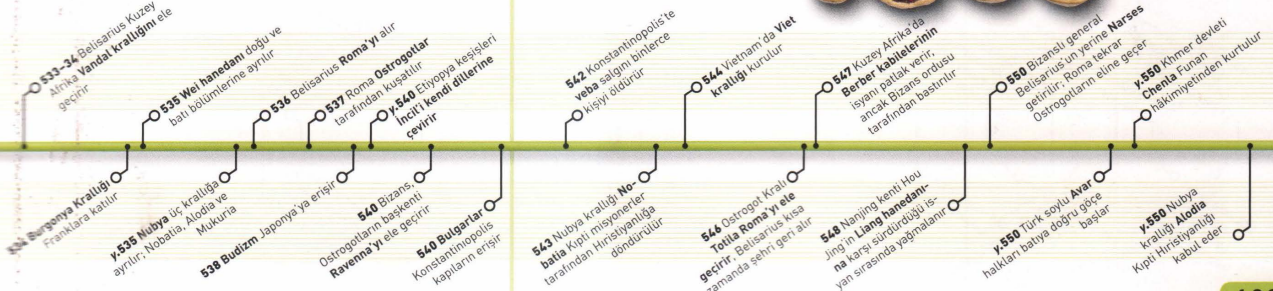 533-34 Belisarius Kuzey
Afrika Vandal krallığını ele
geçirir
535 Wei hanedanı doğu ve
batı bölümlerine ayrılır
536 Belisarius Roma'yı alır
537 Roma Ostrogotlar
tarafından kuşatılır
y.540 Etiyopya keşişleri
İncil'i kendi dillerine
çevirir
542 Konstantinopolis'te
veba salgını binlerce
kişiyi öldürür
544 Vietnam'da Viet
krallığı kurulur
547 Kuzey Afrika'da
Berber kabilelerinin
isyanı patlak verir,
ancak Bizans ordusu
tarafından bastırılır
550 Bizanslı general
Belisarius'un yerine Narses
getirilir; Roma tekrar
Ostrogotların eline geçer
y.550 Khmer devleti
Chenla Funan
hâkimiyetinden kurtulur
534 Burgonya Krallığı
Franklara katılır
y.535 Nubya üç krallığa
ayrılır; Nobatia, Alodia ve
Mukuria
538 Budizm Japonya'ya erişir
540 Bizans,
Ostrogotların başkenti
Ravenna'yı ele geçirir
540 Bulgarlar
Konstantinopolis
kapıların erişir
543 Nubya krallığı No-
batia Kıpti misyonerler
tarafından Hıristiyanlığa
döndürülür
546 Ostrogot Kralı
Totila Roma'yı ele
geçirir, Belisarius kısa
zamanda şehri geri alır
548 Nanjing kenti Hou
Jing'in Liang hanedanı-
na karşı sürdürdüğü is-
yan sırasında yağmalanır
y.550 Türk soylu Avar
halkları batıya doğru göçe
başlar
y.550 Nubya
krallığı Alodia
Kıpti Hıristiyanlığı
kabul eder